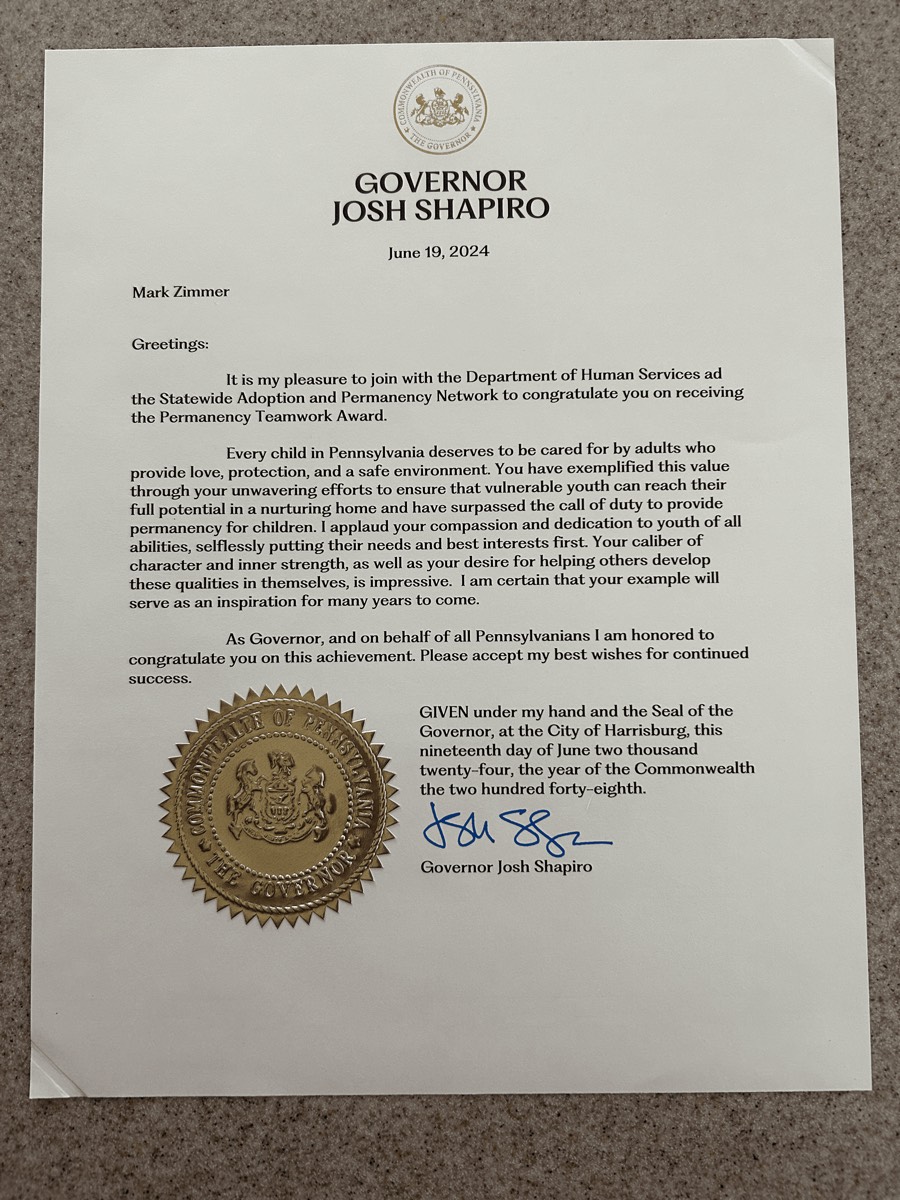 COMMONWEALTH OF PENNSYLVANIA
THE GOVERNOR
GOVERNOR
JOSH SHAPIRO
June 19, 2024
Mark Zimmer
Greetings:
It is my pleasure to join with the Department of Human Services ad
the Statewide Adoption and Permanency Network to congratulate you on receiving
the Permanency Teamwork Award.
Every child in Pennsylvania deserves to be cared for by adults who
provide love, protection, and a safe environment. You have exemplified this value
through your unwavering efforts to ensure that vulnerable youth can reach their
full potential in a nurturing home and have surpassed the call of duty to provide
permanency for children. I applaud your compassion and dedication to youth of all
abilities, selflessly putting their needs and best interests first. Your caliber of
character and inner strength, as well as your desire for helping others develop
these qualities in themselves, is impressive.  I am certain that your example will
serve as an inspiration for many years to come.
As Governor, and on behalf of all Pennsylvanians I am honored to
congratulate you on this achievement. Please accept my best wishes for continued
success.
GIVEN under my hand and the Seal of the
Governor, at the City of Harrisburg, this
nineteenth day of June two thousand
twenty-four, the year of the Commonwealth
the two hundred forty-eighth.
Governor Josh Shapiro
COMMONWEALTH OF PENNSYLVANIA
THE GOVERNOR